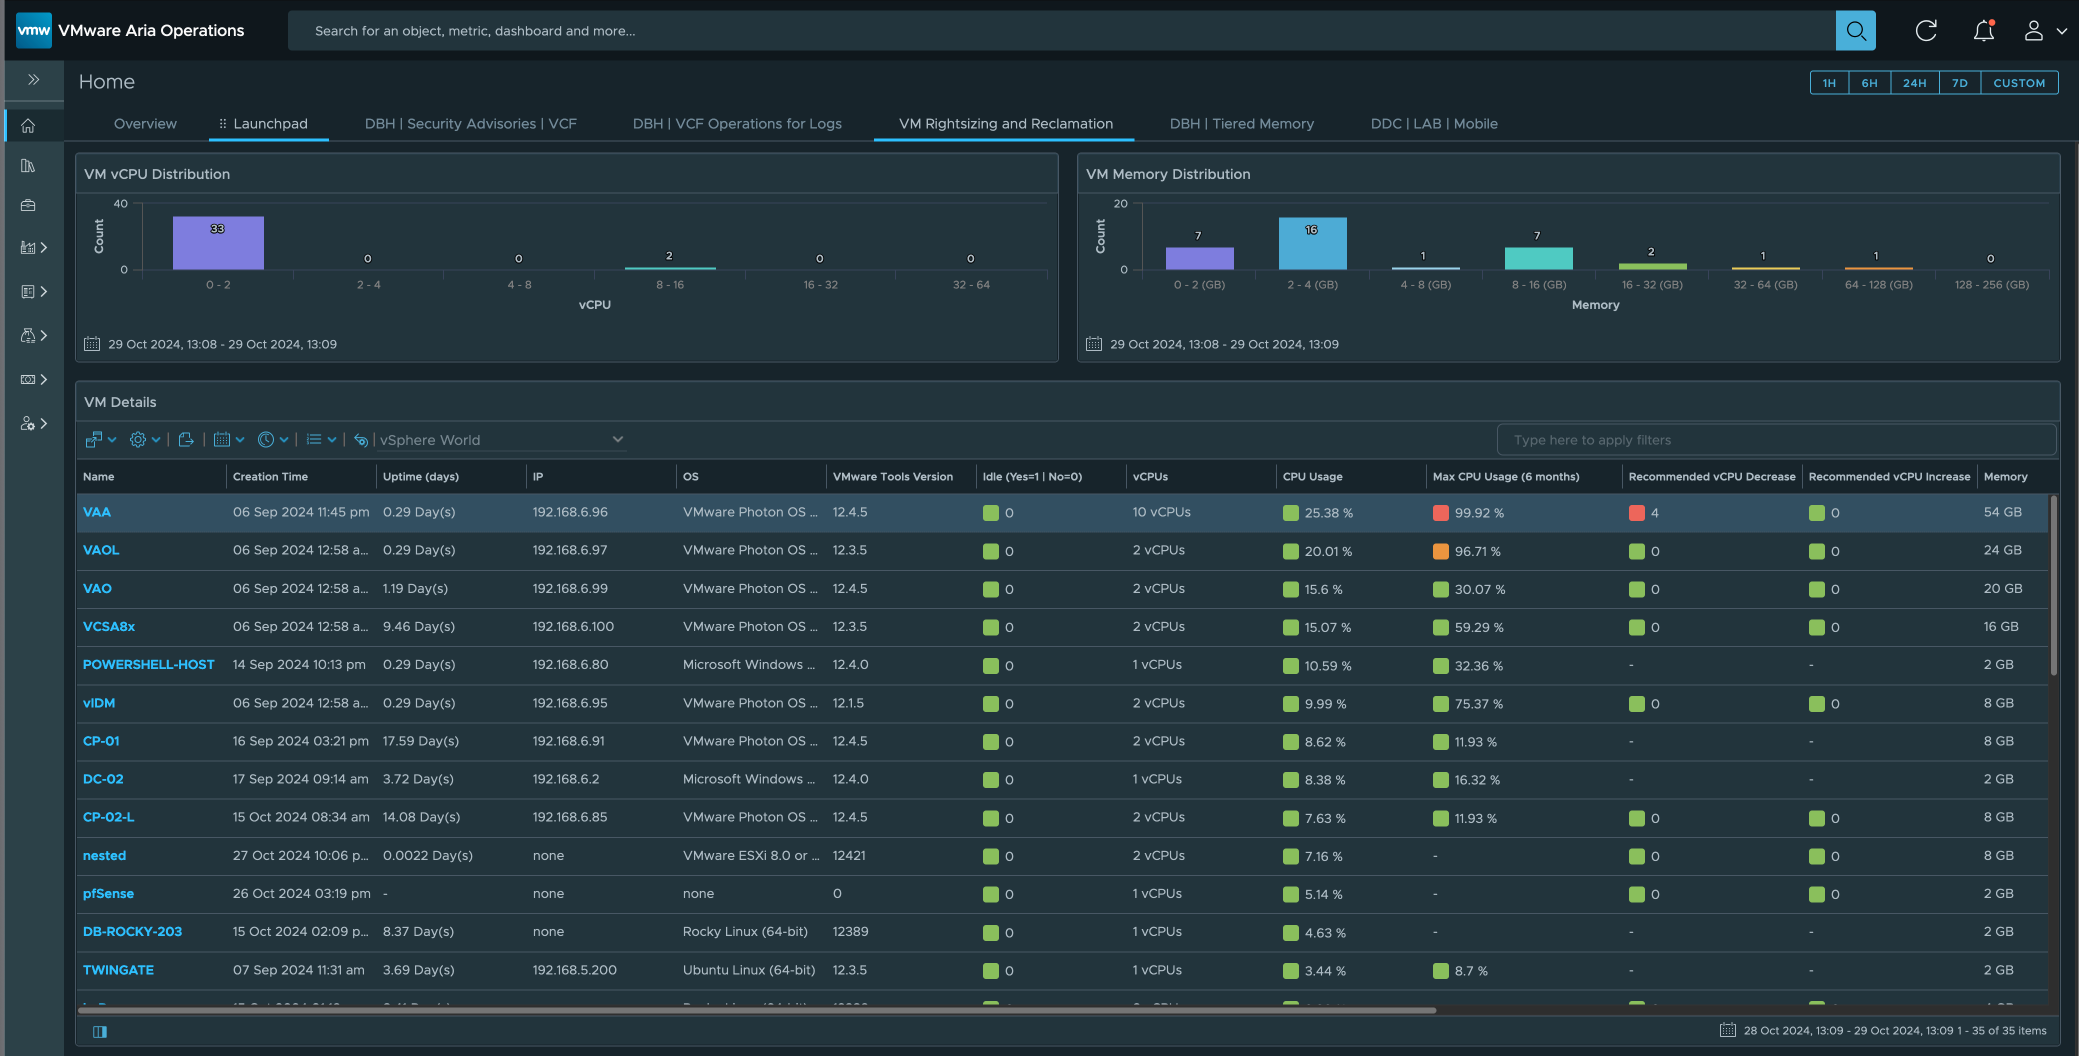 vmw VMware Aria Operations Search for an object, metric, dashboard and more...
Home 1H 6H 24H 7D CUSTOM
Overview Launchpad DBH | Security Advisories | VCF DBH | VCF Operations for Logs VM Rightsizing and Reclamation DBH | Tiered Memory DDC | LAB | Mobile
VM vCPU Distribution
40
Count
0
33 0 0 2 0 0
0 - 2 2 - 4 4 - 8 8 - 16 16 - 32 32 - 64
vCPU
29 Oct 2024, 13:08 - 29 Oct 2024, 13:09
VM Memory Distribution
20
Count
0
7 16 1 7 2 1 1 0
0 - 2 (GB) 2 - 4 (GB) 4 - 8 (GB) 8 - 16 (GB) 16 - 32 (GB) 32 - 64 (GB) 64 - 128 (GB) 128 - 256 (GB)
Memory
29 Oct 2024, 13:08 - 29 Oct 2024, 13:09
VM Details
vSphere World Type here to apply filters
Name Creation Time Uptime (days) IP OS VMware Tools Version Idle (Yes=1 | No=0) vCPUs CPU Usage Max CPU Usage (6 months) Recommended vCPU Decrease Recommended vCPU Increase Memory
VAA 06 Sep 2024 11:45 pm 0.29 Day(s) 192.168.6.96 VMware Photon OS ... 12.4.5 0 10 vCPUs 25.38 % 99.92 % 4 0 54 GB
VAOL 06 Sep 2024 12:58 a... 0.29 Day(s) 192.168.6.97 VMware Photon OS ... 12.3.5 0 2 vCPUs 20.01 % 96.71 % 0 0 24 GB
VAO 06 Sep 2024 12:58 a... 1.19 Day(s) 192.168.6.99 VMware Photon OS ... 12.4.5 0 2 vCPUs 15.6 % 30.07 % 0 0 20 GB
VCSA8x 06 Sep 2024 12:58 a... 9.46 Day(s) 192.168.6.100 VMware Photon OS ... 12.3.5 0 2 vCPUs 15.07 % 59.29 % 0 0 16 GB
POWERSHELL-HOST 14 Sep 2024 10:13 pm 0.29 Day(s) 192.168.6.80 Microsoft Windows ... 12.4.0 0 1 vCPUs 10.59 % 32.36 % - - 2 GB
vIDM 06 Sep 2024 12:58 a... 0.29 Day(s) 192.168.6.95 VMware Photon OS ... 12.1.5 0 2 vCPUs 9.99 % 75.37 % 0 0 8 GB
CP-01 16 Sep 2024 03:21 pm 17.59 Day(s) 192.168.6.91 VMware Photon OS ... 12.4.5 0 2 vCPUs 8.62 % 11.93 % - - 8 GB
DC-02 17 Sep 2024 09:14 am 3.72 Day(s) 192.168.6.2 Microsoft Windows ... 12.4.0 0 1 vCPUs 8.38 % 16.32 % - - 2 GB
CP-02-L 15 Oct 2024 08:34 am 14.08 Day(s) 192.168.6.85 VMware Photon OS ... 12.4.5 0 2 vCPUs 7.63 % 11.93 % 0 0 8 GB
nested 27 Oct 2024 10:06 p... 0.0022 Day(s) none VMware ESXi 8.0 or ... 12421 0 2 vCPUs 7.16 % - 0 0 8 GB
pfSense 26 Oct 2024 03:19 pm - none none 0 0 1 vCPUs 5.14 % - 0 0 2 GB
DB-ROCKY-203 15 Oct 2024 02:09 p... 8.37 Day(s) none Rocky Linux (64-bit) 12389 0 1 vCPUs 4.63 % - - - 2 GB
TWINGATE 07 Sep 2024 11:31 am 3.69 Day(s) 192.168.5.200 Ubuntu Linux (64-bit) 12.3.5 0 1 vCPUs 3.44 % 8.7 % - - 2 GB
28 Oct 2024, 13:09 - 29 Oct 2024, 13:09 1 - 35 of 35 items